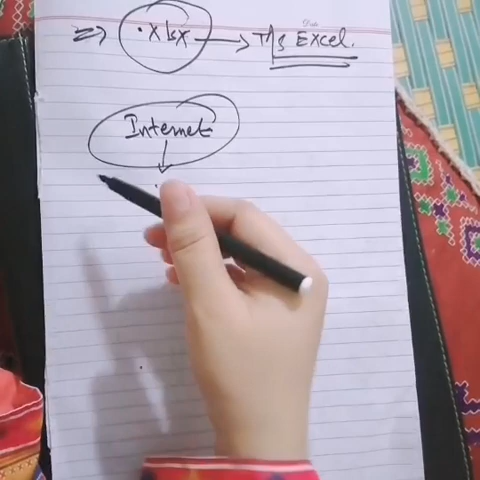 ⇒ .xlsx → Ms Excel.
Internet